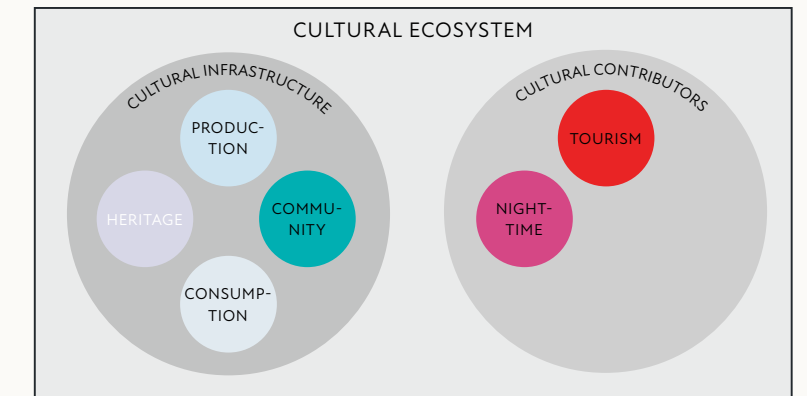 CULTURAL ECOSYSTEM
CULTURAL INFRASTRUCTURE
PRODUC-
TION
HERITAGE
COMMU-
NITY
CONSUMP-
TION
CULTURAL CONTRIBUTORS
TOURISM
NIGHT-
TIME